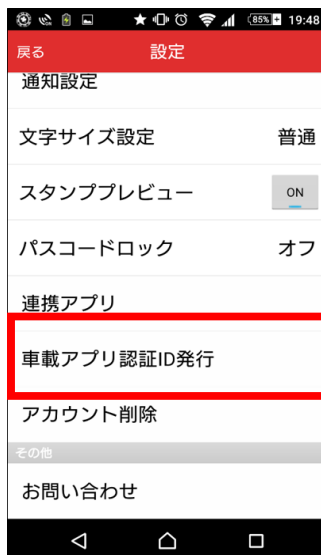 85% 19:48
戻る 設定
通知設定
文字サイズ設定 普通
スタンププレビュー ON
パスコードロック オフ
連携アプリ
車載アプリ認証ID発行
アカウント削除
その他
お問い合わせ